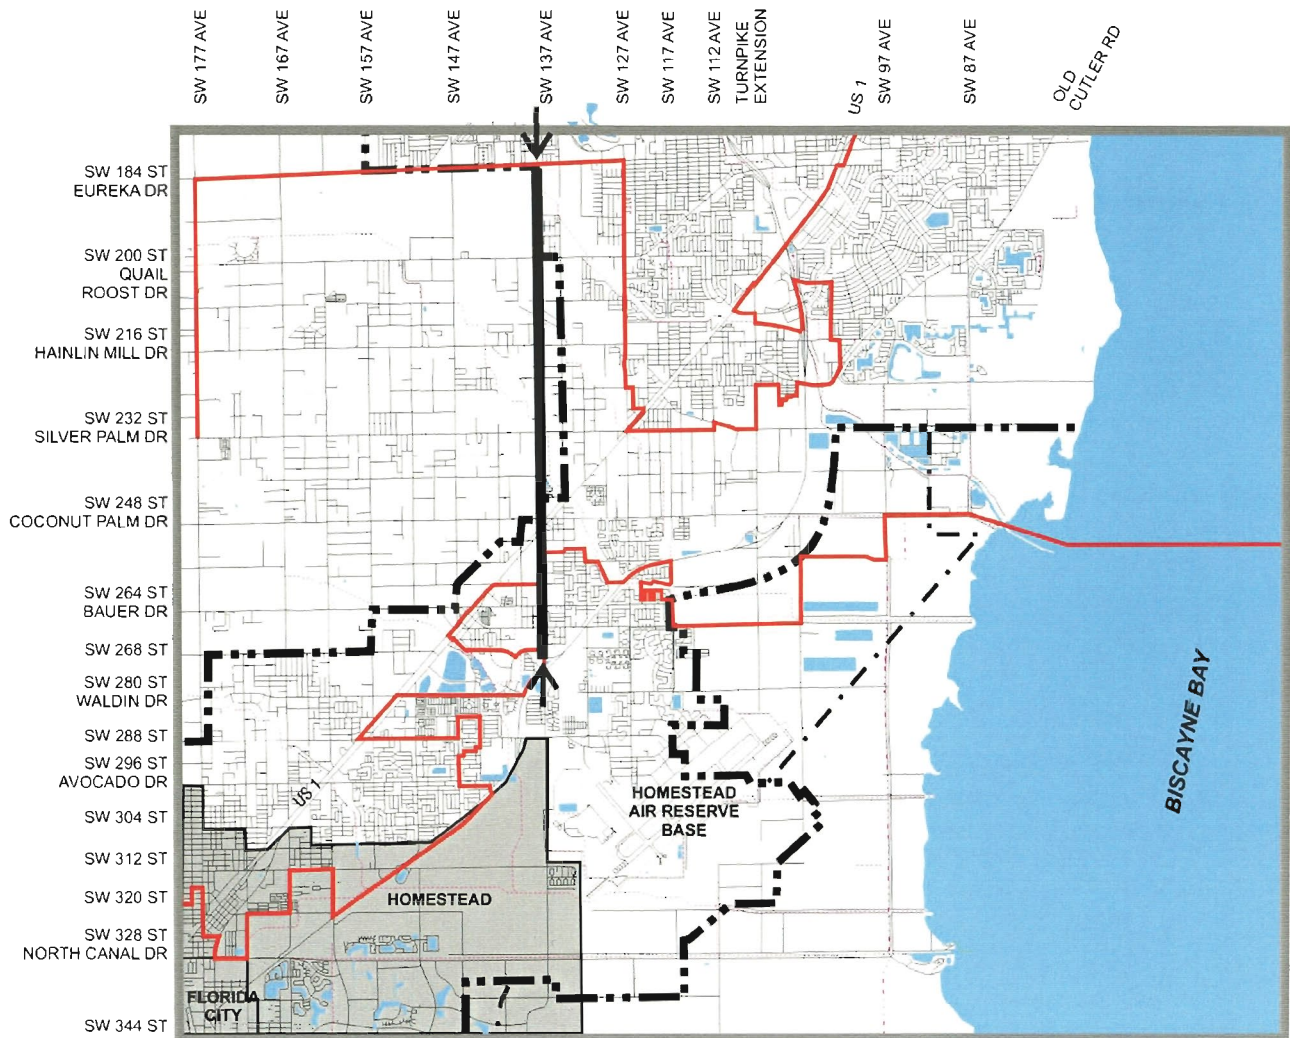 SW 177 AVE
SW 167 AVE
SW 157 AVE
SW 147 AVE
SW 137 AVE
SW 127 AVE
SW 117 AVE
SW 112 AVE
TURNPIKE
EXTENSION
US 1
SW 97 AVE
SW 87 AVE
OLD
CUTLER RD
SW 184 ST
EUREKA DR
SW 200 ST
QUAIL
ROOST DR
SW 216 ST
HAINLIN MILL DR
SW 232 ST
SILVER PALM DR
SW 248 ST
COCONUT PALM DR
SW 264 ST
BAUER DR
SW 268 ST
SW 280 ST
WALDIN DR
SW 288 ST
SW 296 ST
AVOCADO DR
SW 304 ST
SW 312 ST
SW 320 ST
SW 328 ST
NORTH CANAL DR
SW 344 ST
US 1
HOMESTEAD
AIR RESERVE
BASE
BISCAYNE BAY
HOMESTEAD
FLORIDA
CITY